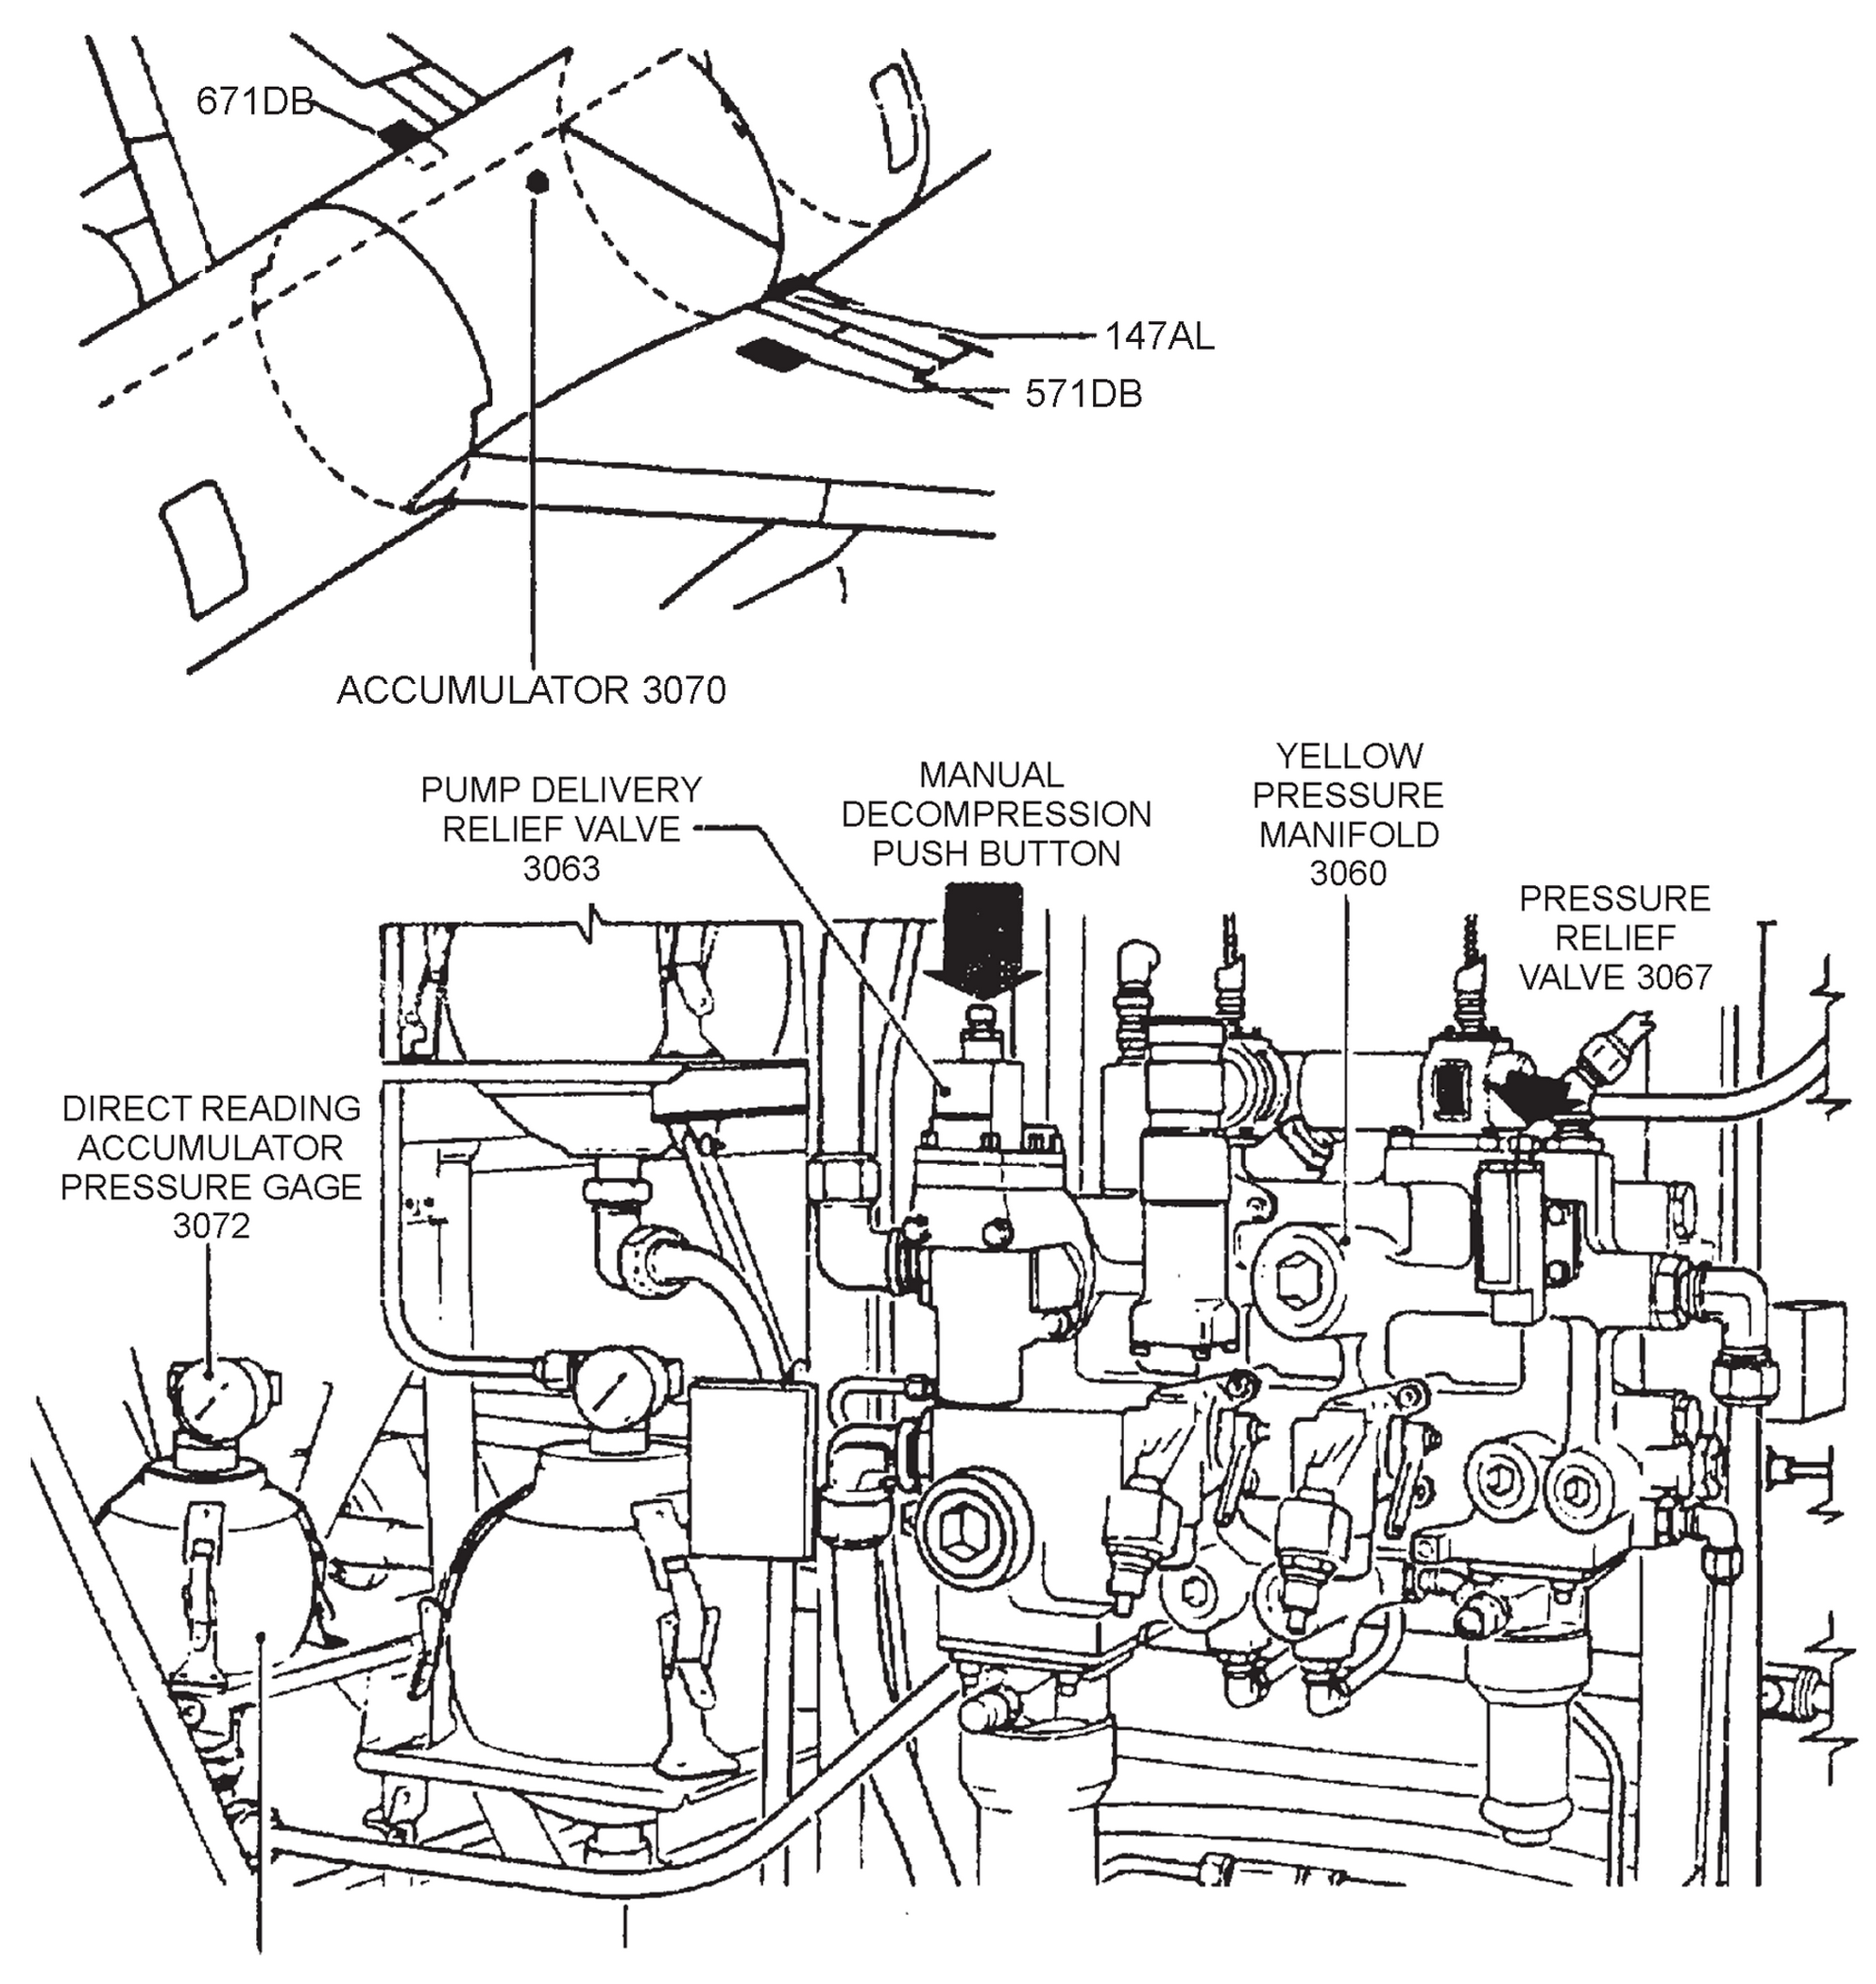 671DB
147AL
571DB
ACCUMULATOR 3070
PUMP DELIVERY
RELIEF VALVE
3063
MANUAL
DECOMPRESSION
PUSH BUTTON
YELLOW
PRESSURE
MANIFOLD
3060
PRESSURE
RELIEF
VALVE 3067
DIRECT READING
ACCUMULATOR
PRESSURE GAGE
3072